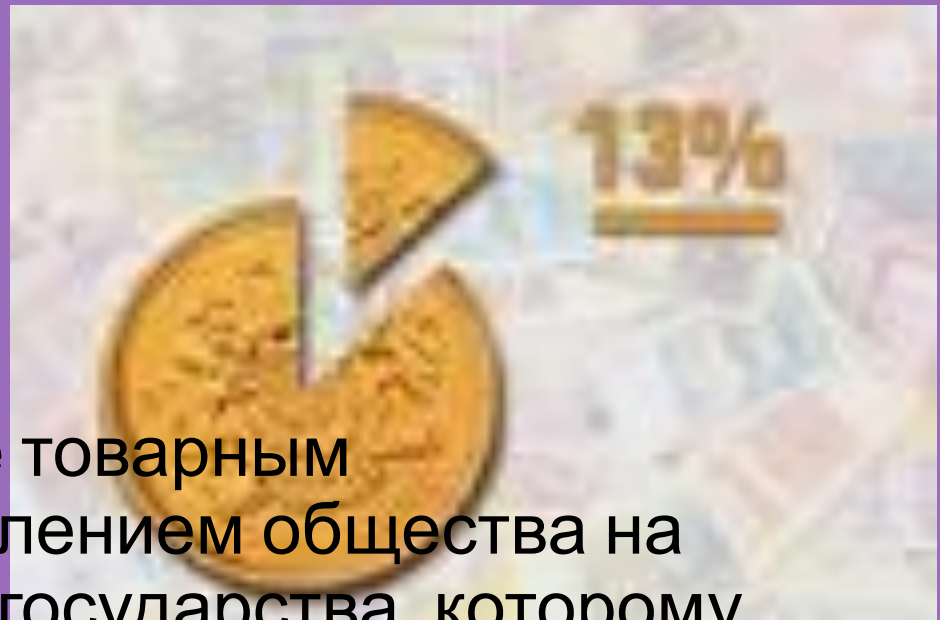 13%
товарным
лением общества на
государства, которому